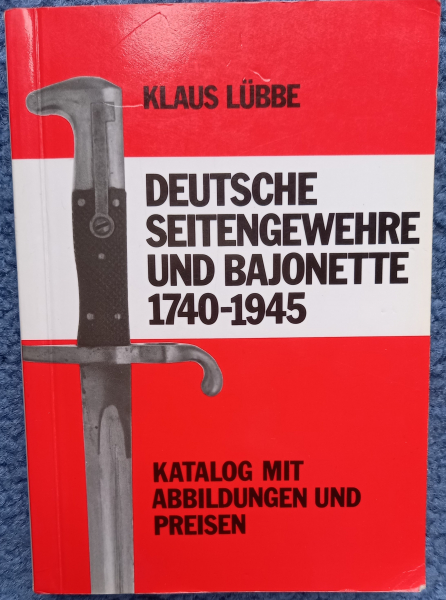 KLAUS LÜBBE
DEUTSCHE
SEITENGEWEHRE
UND BAJONETTE
1740-1945
KATALOG MIT
ABBILDUNGEN UND
PREISEN